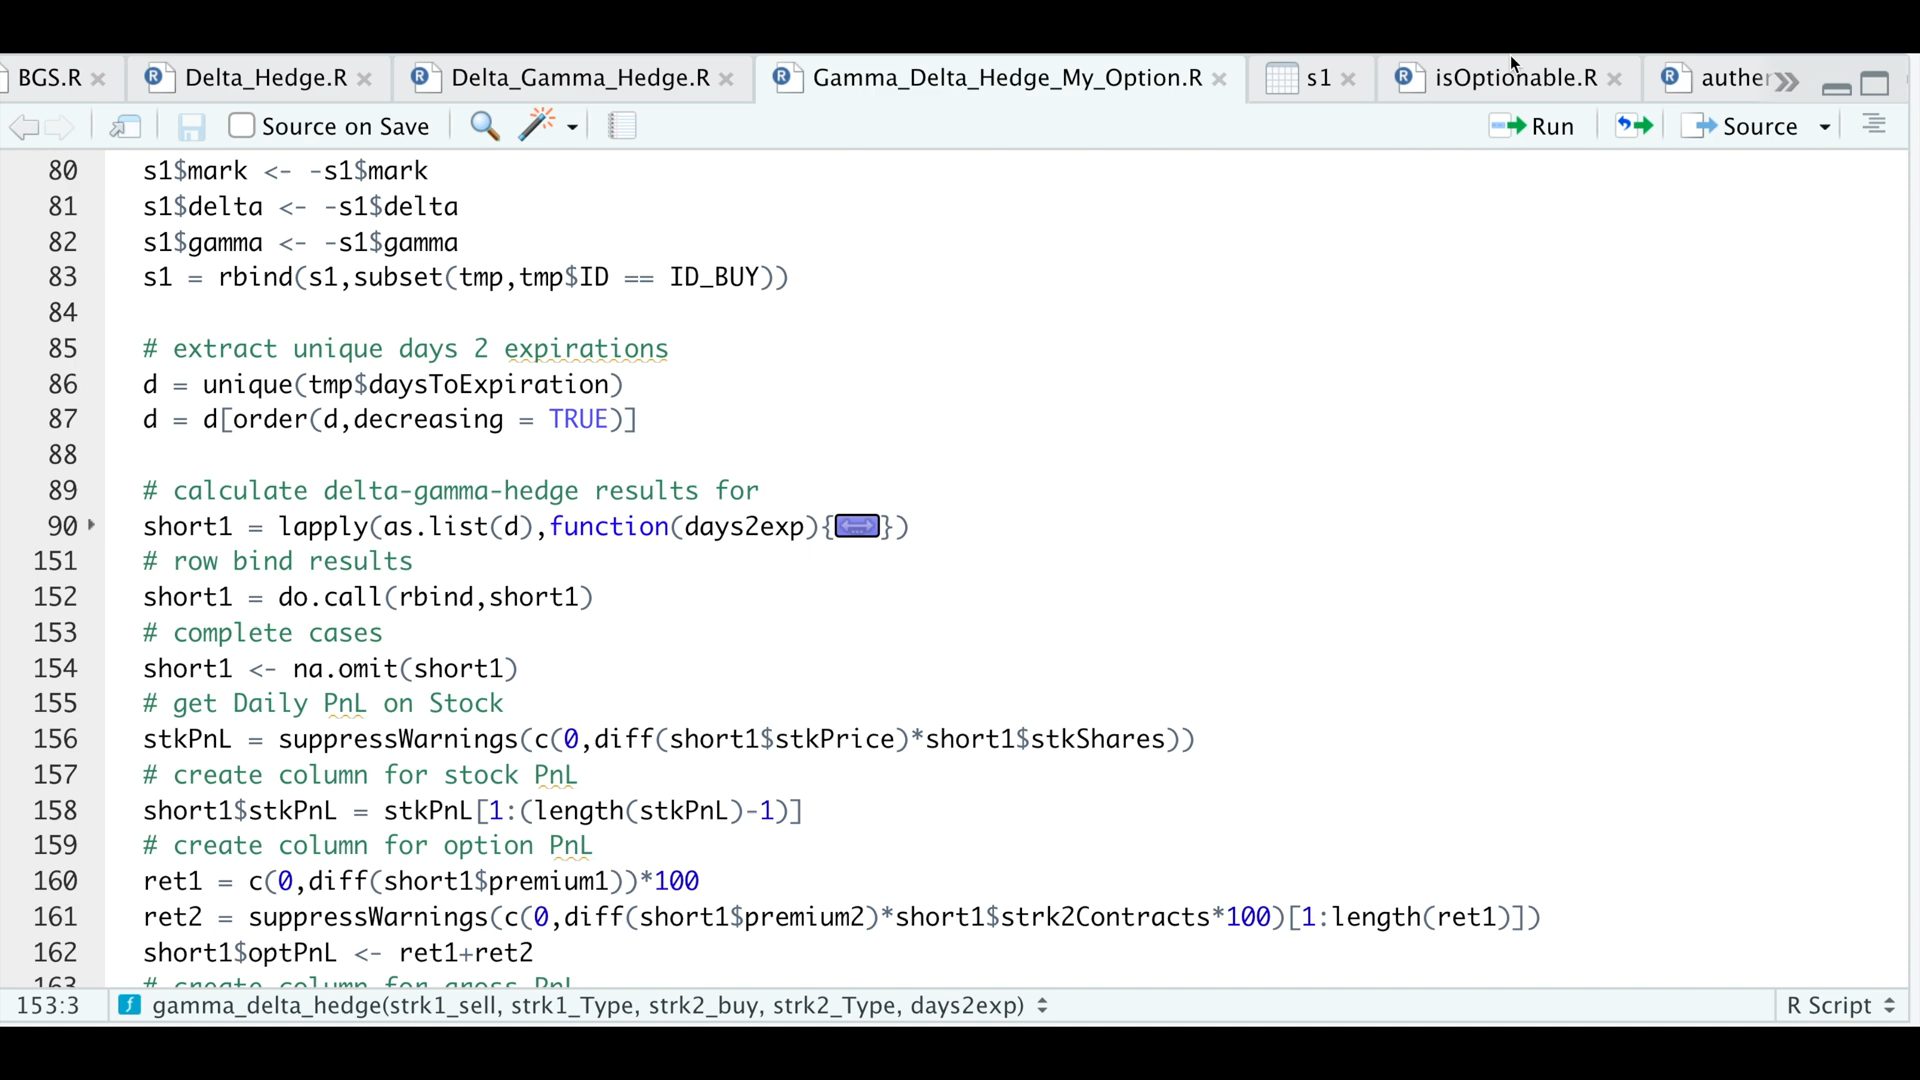 BGS.R Delta_Hedge.R Delta_Gamma_Hedge.R Gamma_Delta_Hedge_My_Option.R s1 isOptionable.R
Source on Save Run Source
80 s1$mark <- -s1$mark
81 s1$delta <- -s1$delta
82 s1$gamma <- -s1$gamma
83 s1 = rbind(s1,subset(tmp,tmp$ID == ID_BUY))
84
85 # extract unique days 2 expirations
86 d = unique(tmp$daysToExpiration)
87 d = d[order(d,decreasing = TRUE)]
88
89 # calculate delta-gamma-hedge results for
90 short1 = lapply(as.list(d),function(days2exp){})
151 # row bind results
152 short1 = do.call(rbind,short1)
153 # complete cases
154 short1 <- na.omit(short1)
155 # get Daily PnL on Stock
156 stkPnL = suppressWarnings(c(0,diff(short1$stkPrice)*short1$stkShares))
157 # create column for stock PnL
158 short1$stkPnL = stkPnL[1:(length(stkPnL)-1)]
159 # create column for option PnL
160 ret1 = c(0,diff(short1$premium1))*100
161 ret2 = suppressWarnings(c(0,diff(short1$premium2)*short1$strk2Contracts*100)[1:length(ret1)])
162 short1$optPnL <- ret1+ret2
163 # create column for gross PnL
153:3 gamma_delta_hedge(strk1_sell, strk1_Type, strk2_buy, strk2_Type, days2exp) R Script